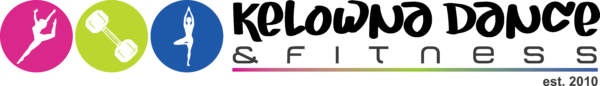 Kelowna Dance
& FITNESS
est. 2010